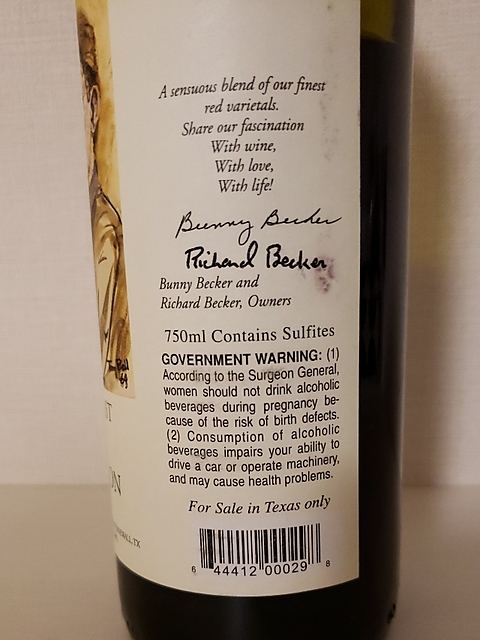 A sensuous blend of our finest
red varietals.
Share our fascination
With wine,
With love,
With life!
Bunny Becker
Richard Becker
Bunny Becker and
Richard Becker, Owners
750ml Contains Sulfites
GOVERNMENT WARNING: (1)
According to the Surgeon General,
women should not drink alcoholic
beverages during pregnancy be-
cause of the risk of birth defects.
(2) Consumption of alcoholic
beverages impairs your ability to
drive a car or operate machinery,
and may cause health problems.
For Sale in Texas only
6 44412 00029 8